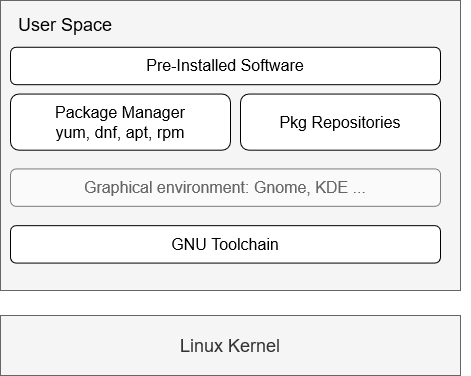 User Space
Pre-Installed Software
Package Manager
yum, dnf, apt, rpm
Pkg Repositories
Graphical environment: Gnome, KDE ...
GNU Toolchain
Linux Kernel